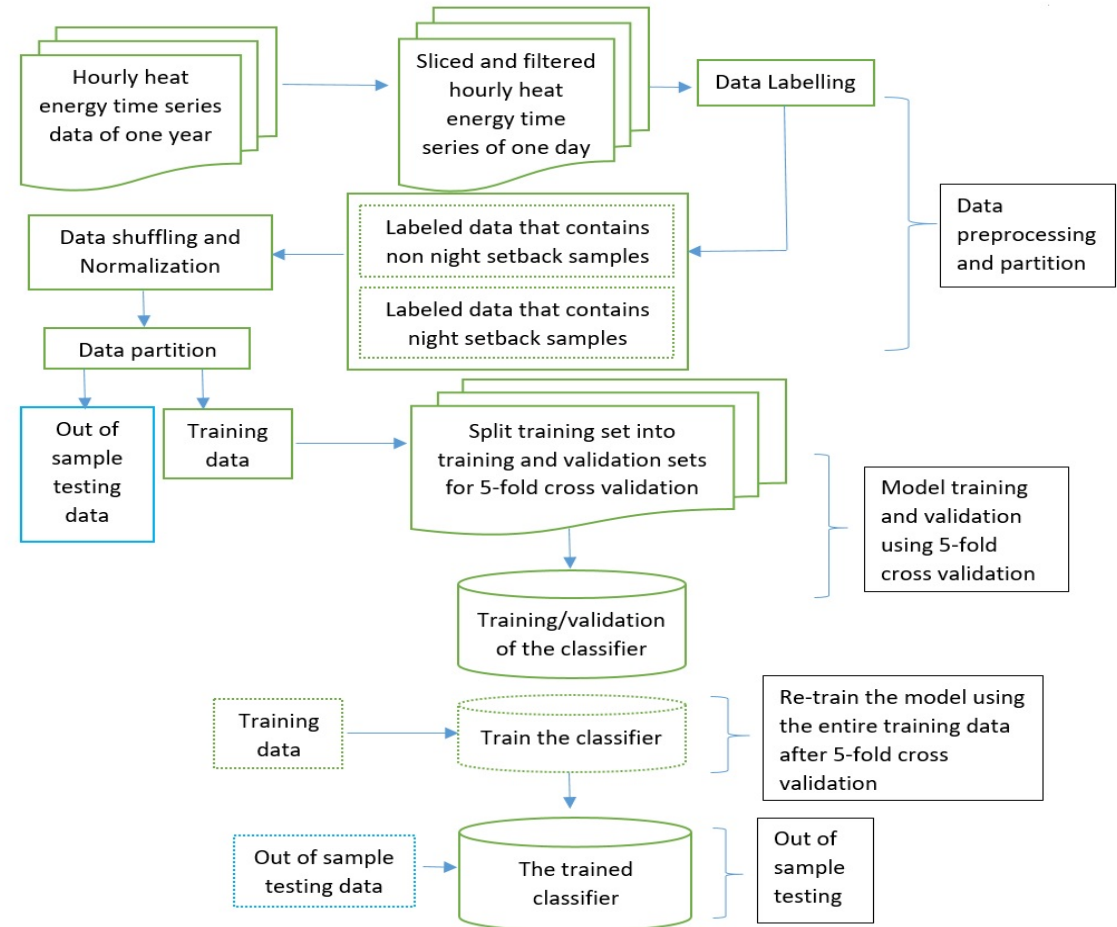 Hourly heat
energy time series
data of one year
Sliced and filtered
hourly heat
energy time
series of one day
Data Labelling
Data
preprocessing
and partition
Labeled data that contains
non night setback samples
Labeled data that contains
night setback samples
Data shuffling and
Normalization
Data partition
Out of
sample
testing
data
Training
data
Split training set into
training and validation sets
for 5-fold cross validation
Model training
and validation
using 5-fold
cross validation
Training/validation
of the classifier
Training
data
Train the classifier
Re-train the model using
the entire training data
after 5-fold cross
validation
Out of sample
testing data
The trained
classifier
Out of
sample
testing